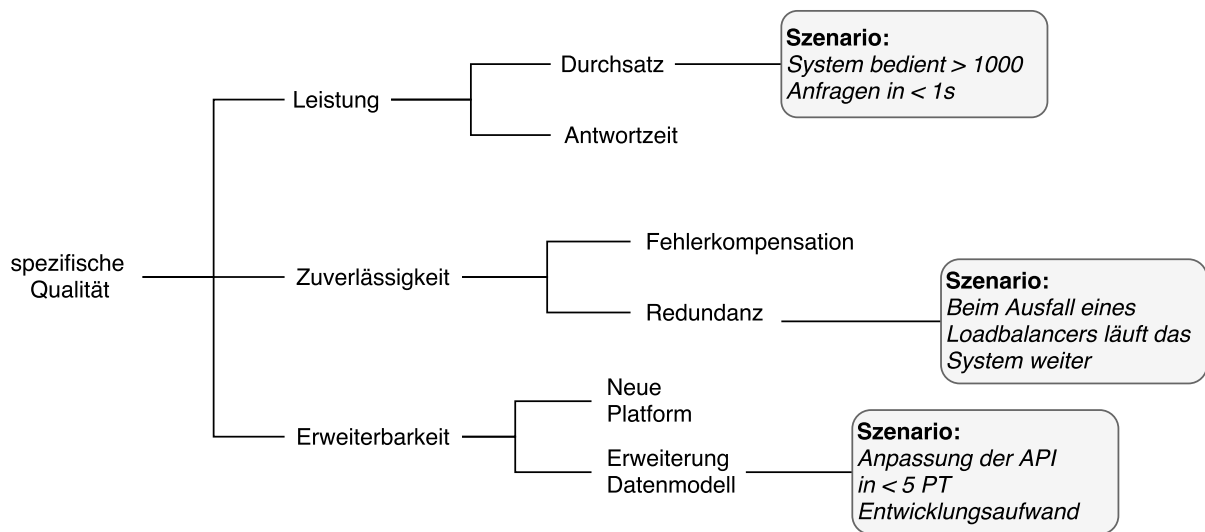 spezifische
Qualität
Leistung
Durchsatz
Szenario:
System bedient > 1000
Anfragen in < 1s
Antwortzeit
Zuverlässigkeit
Fehlerkompensation
Redundanz
Szenario:
Beim Ausfall eines
Loadbalancers läuft das
System weiter
Erweiterbarkeit
Neue
Platform
Erweiterung
Datenmodell
Szenario:
Anpassung der API
in < 5 PT
Entwicklungsaufwand